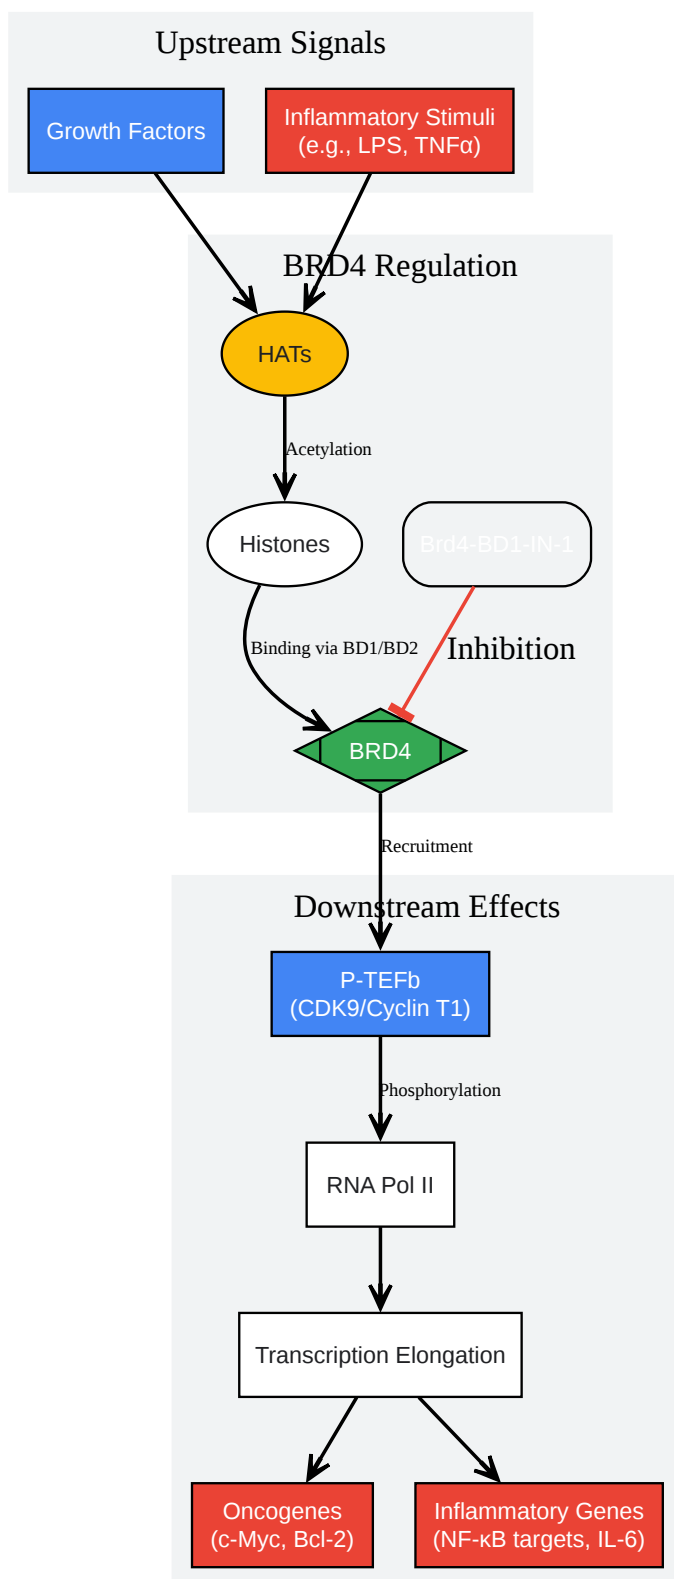 Upstream Signals
Growth Factors
Inflammatory Stimuli
(e.g., LPS, TNFα)
BRD4 Regulation
HATs
Acetylation
Histones
Brd4-BD1-IN-1
Binding via BD1/BD2
Inhibition
BRD4
Recruitment
Downstream Effects
P-TEFb
(CDK9/Cyclin T1)
Phosphorylation
RNA Pol II
Transcription Elongation
Oncogenes
(c-Myc, Bcl-2)
Inflammatory Genes
(NF-κB targets, IL-6)